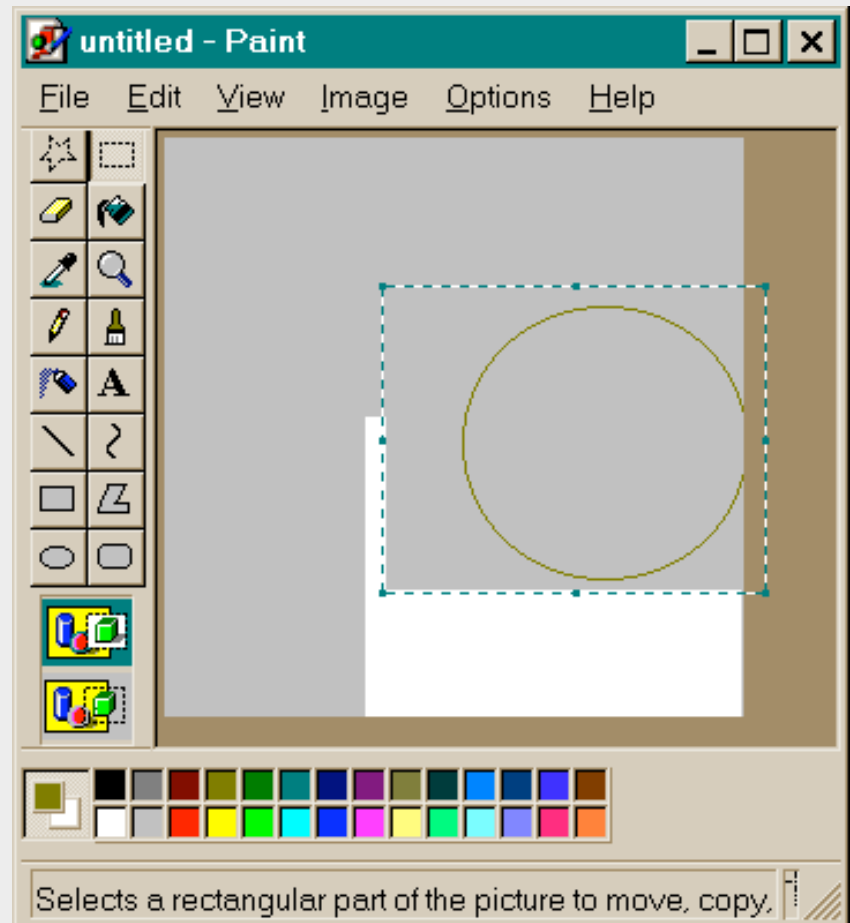 untitled - Paint
File Edit View Image Options Help
A
Selects a rectangular part of the picture to move, copy,